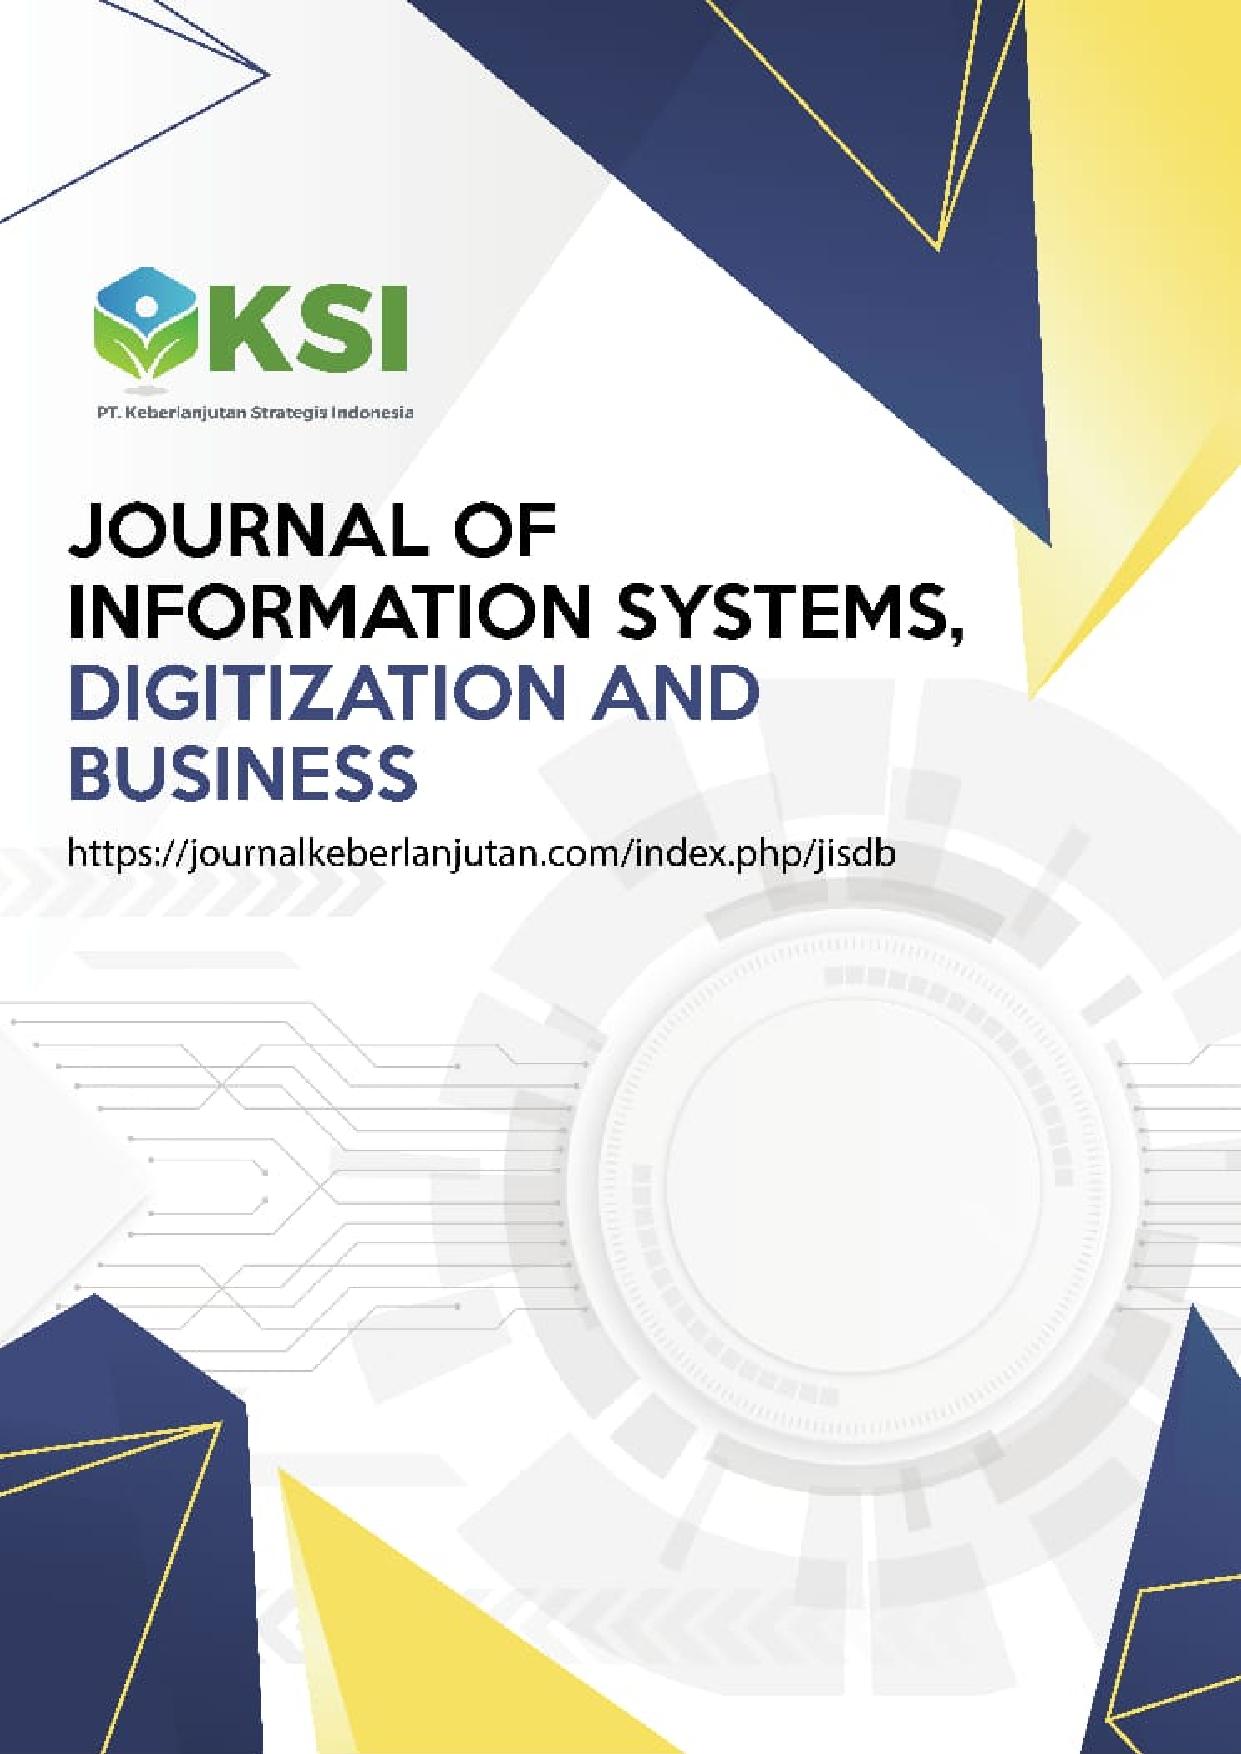 KSI
PT. Keberlanjutan Strategis Indonesia
JOURNAL OF
INFORMATION SYSTEMS,
DIGITIZATION AND
BUSINESS
https://journalkeberlanjutan.com/index.php/jisdb